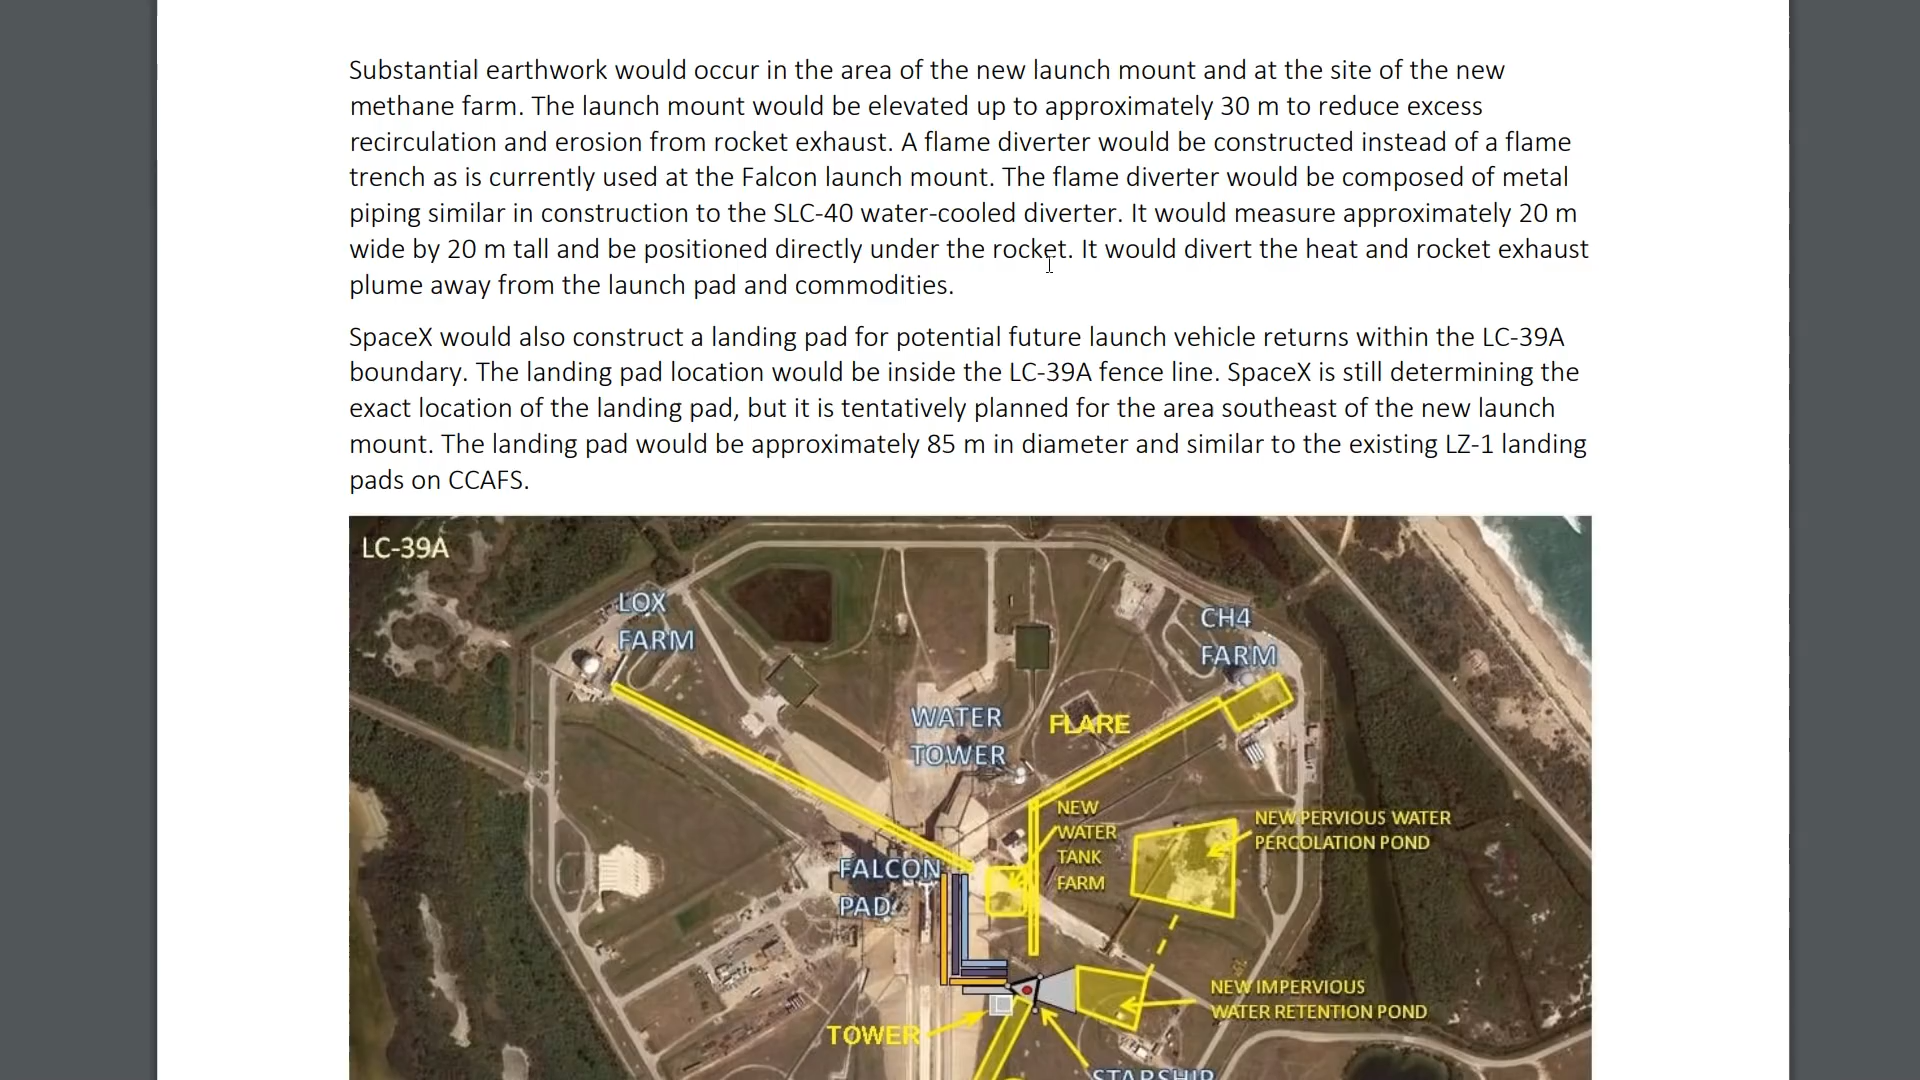 Substantial earthwork would occur in the area of the new launch mount and at the site of the new
methane farm. The launch mount would be elevated up to approximately 30 m to reduce excess
recirculation and erosion from rocket exhaust. A flame diverter would be constructed instead of a flame
trench as is currently used at the Falcon launch mount. The flame diverter would be composed of metal
piping similar in construction to the SLC-40 water-cooled diverter. It would measure approximately 20 m
wide by 20 m tall and be positioned directly under the rocket. It would divert the heat and rocket exhaust
plume away from the launch pad and commodities.
SpaceX would also construct a landing pad for potential future launch vehicle returns within the LC-39A
boundary. The landing pad location would be inside the LC-39A fence line. SpaceX is still determining the
exact location of the landing pad, but it is tentatively planned for the area southeast of the new launch
mount. The landing pad would be approximately 85 m in diameter and similar to the existing LZ-1 landing
pads on CCAFS.
LC-39A
LOX
FARM
CH4
FARM
WATER
TOWER
FLARE
NEW
WATER
TANK
FARM
NEW PERVIOUS WATER
PERCOLATION POND
FALCON
PAD
NEW IMPERVIOUS
WATER RETENTION POND
TOWER
STARSHIP